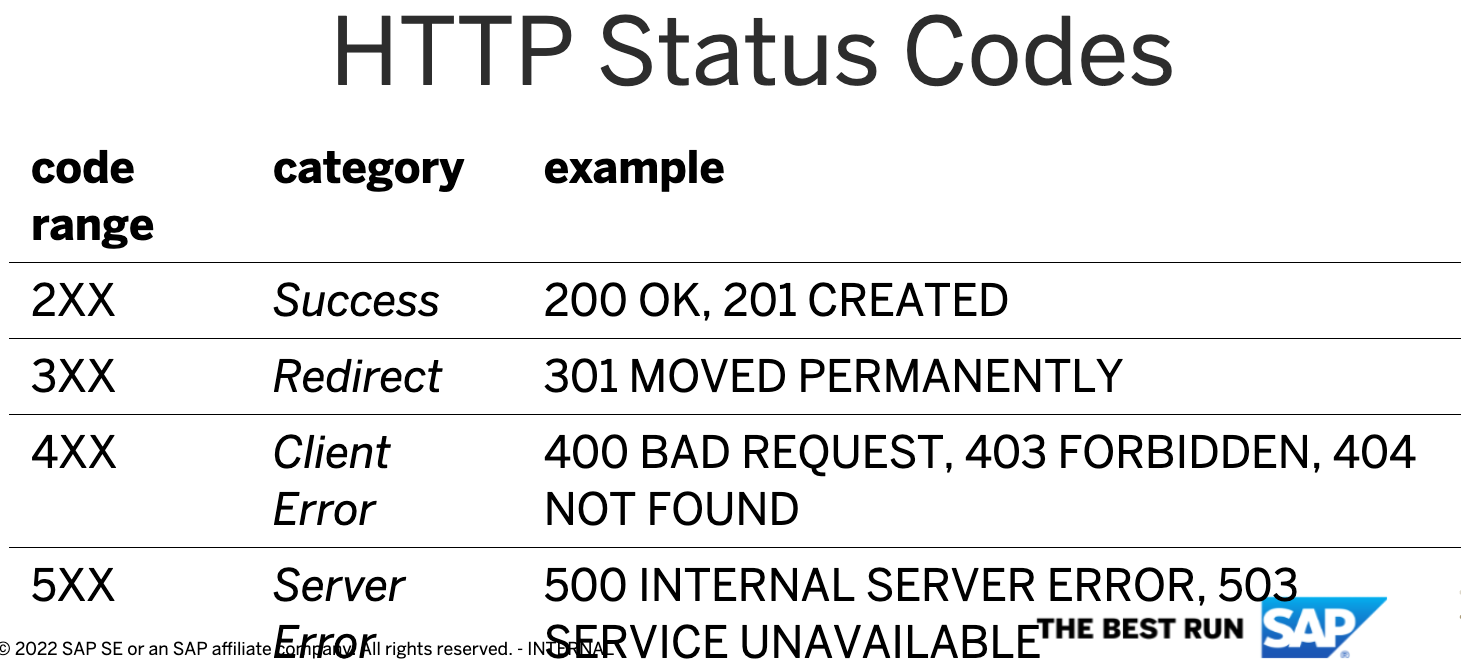 HTTP Status Codes
code category example
range
2XX Success 200 OK, 201 CREATED
3XX Redirect 301 MOVED PERMANENTLY
4XX Client 400 BAD REQUEST, 403 FORBIDDEN, 404
Error NOT FOUND
5XX Server 500 INTERNAL SERVER ERROR, 503
Error SERVICE UNAVAILABLE
THE BEST RUN SAP
© 2022 SAP SE or an SAP affiliate company. All rights reserved. - INTERNAL